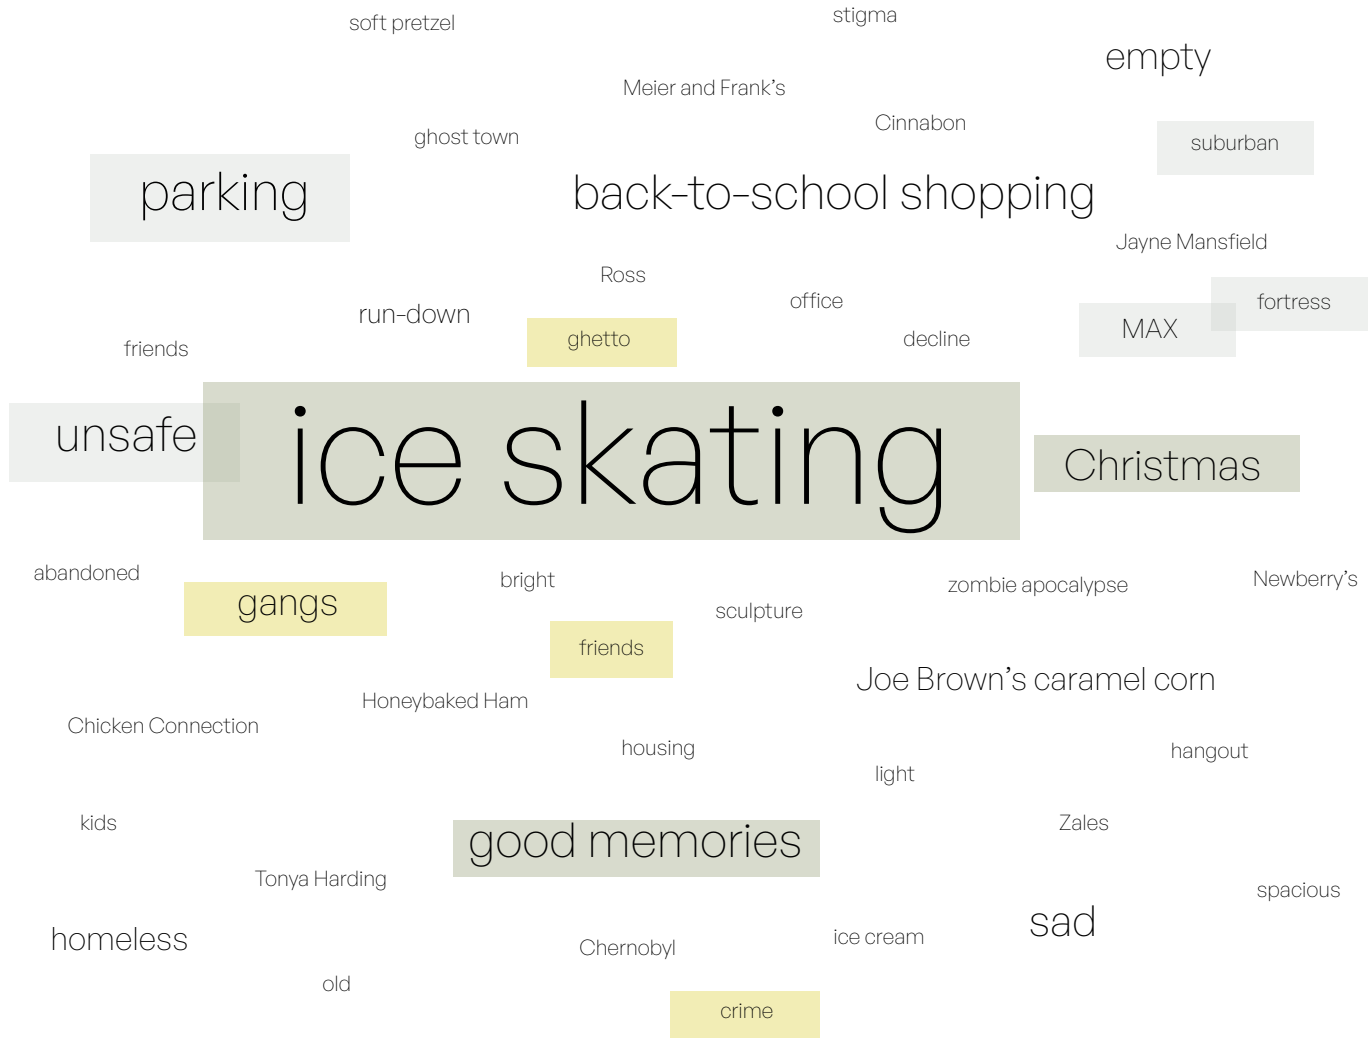 soft pretzel
stigma
empty
Meier and Frank’s
Cinnabon
ghost town
suburban
parking
back-to-school shopping
Jayne Mansfield
Ross
office
fortress
run-down
MAX
ghetto
decline
friends
unsafe
ice skating
Christmas
abandoned
bright
zombie apocalypse
Newberry’s
gangs
sculpture
friends
Joe Brown’s caramel corn
Honeybaked Ham
Chicken Connection
housing
hangout
light
kids
Zales
good memories
Tonya Harding
spacious
sad
homeless
ice cream
Chernobyl
old
crime